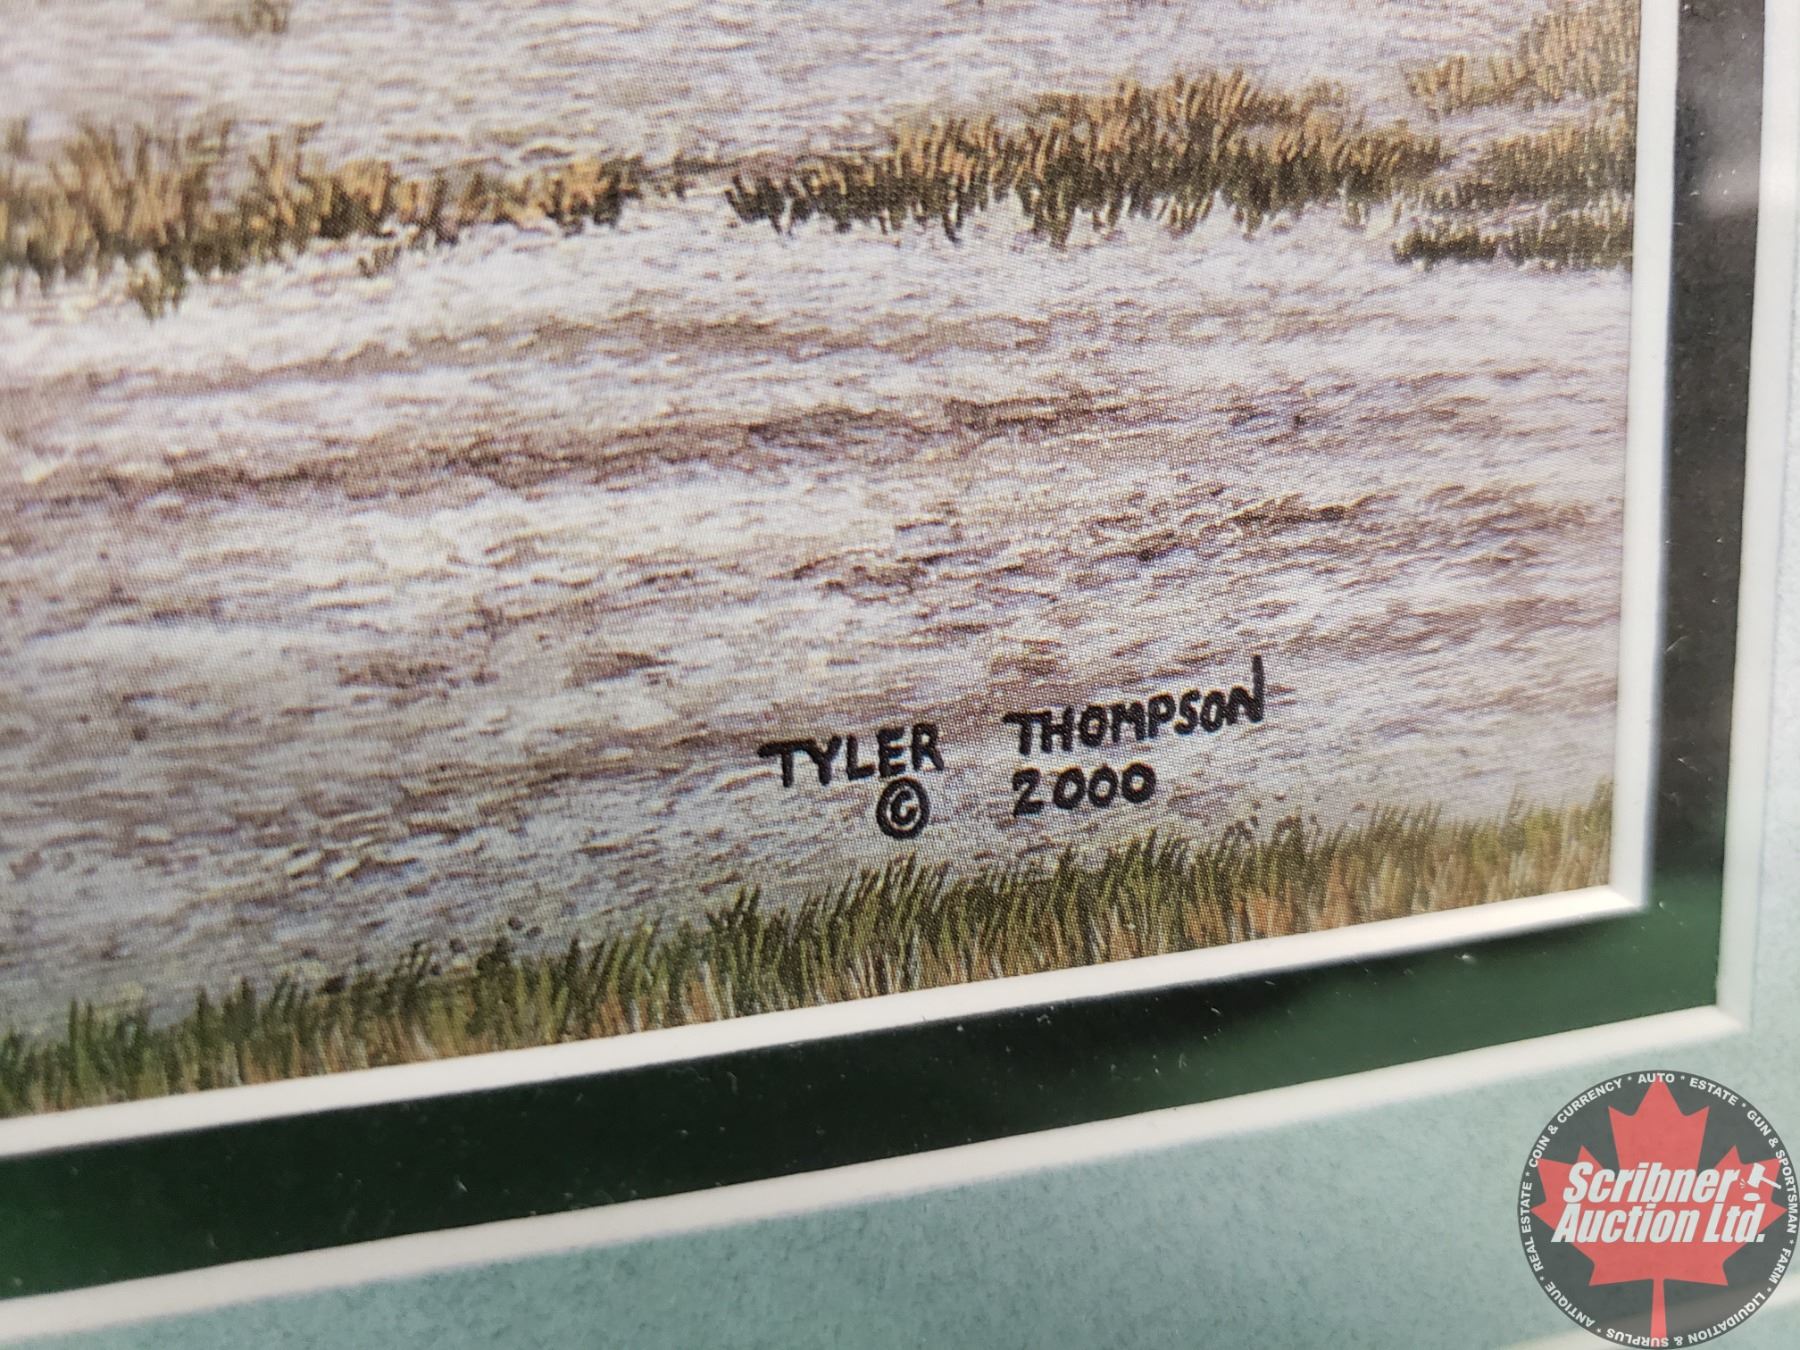 TYLER THOMPSON
© 2000
COIN & CURRENCY * AUTO * ESTATE * GUN & SPORTSMAN * FARM * LIQUIDATION & SURPLUS * ANTIQUE * REAL ESTATE *
Scribner!
Auction Ltd.